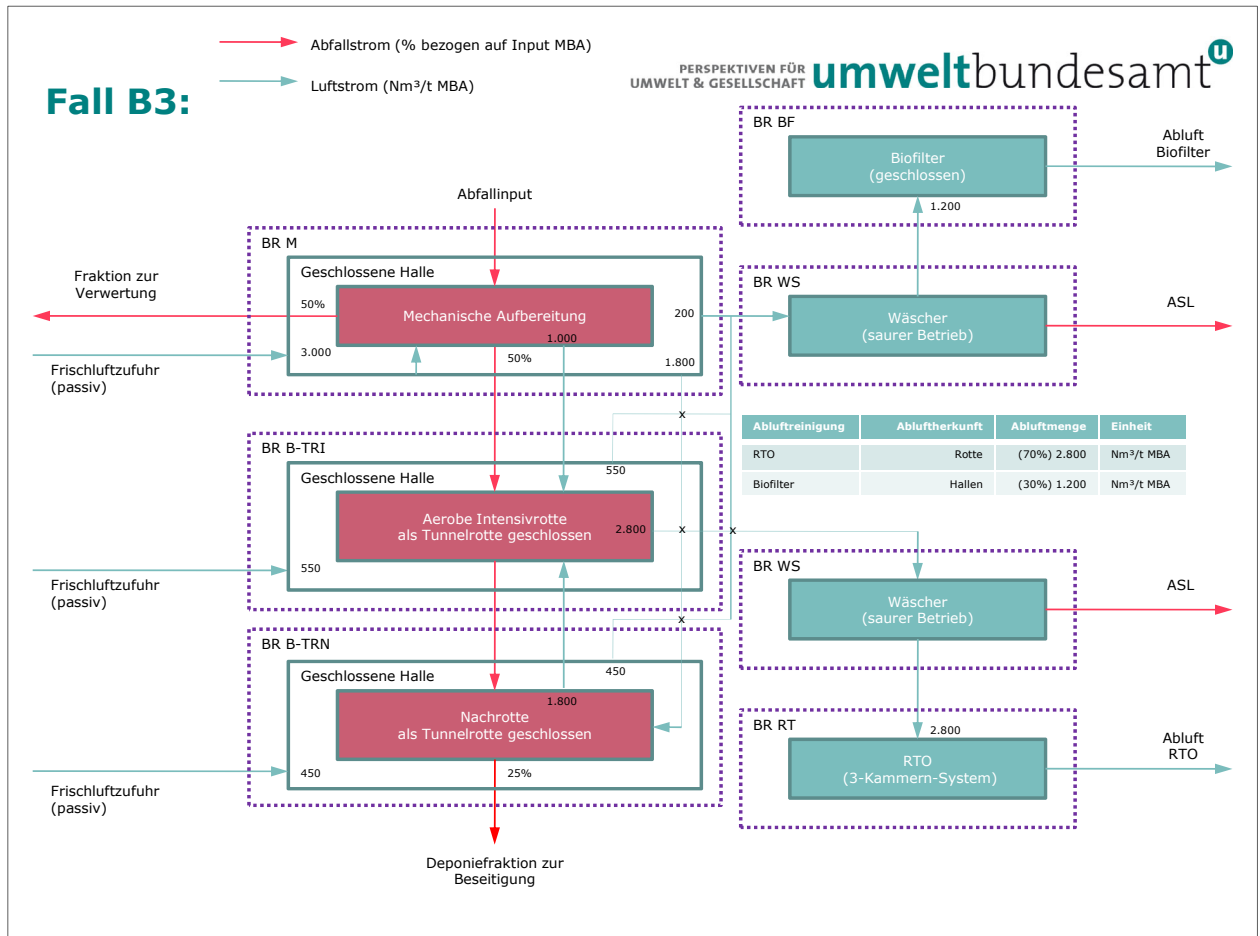 Abfallstrom (% bezogen auf Input MBA)
Luftstrom (Nm³/t MBA)
PERSPEKTIVEN FÜR
UMWELT & GESELLSCHAFT
umweltbundesamt
u
Fall B3:
BR BF
Biofilter
(geschlossen)
1.200
Abluft
Biofilter
Abfallinput
BR M
Geschlossene Halle
Fraktion zur
Verwertung
50%
Mechanische Aufbereitung
1.000
200
3.000
50%
1.800
Frischluftzufuhr
(passiv)
BR WS
Wäscher
(saurer Betrieb)
ASL
x
BR B-TRI
Geschlossene Halle
550
Aerobe Intensivrotte
als Tunnelrotte geschlossen
2.800
x
x
550
Frischluftzufuhr
(passiv)
Abluftreinigung Abluftherkunft Abluftmenge Einheit
RTO Rotte (70%) 2.800 Nm³/t MBA
Biofilter Hallen (30%) 1.200 Nm³/t MBA
BR WS
Wäscher
(saurer Betrieb)
ASL
x
BR B-TRN
Geschlossene Halle
450
1.800
Nachrotte
als Tunnelrotte geschlossen
450
25%
Frischluftzufuhr
(passiv)
BR RT
2.800
RTO
(3-Kammern-System)
Abluft
RTO
Deponiefraktion zur
Beseitigung